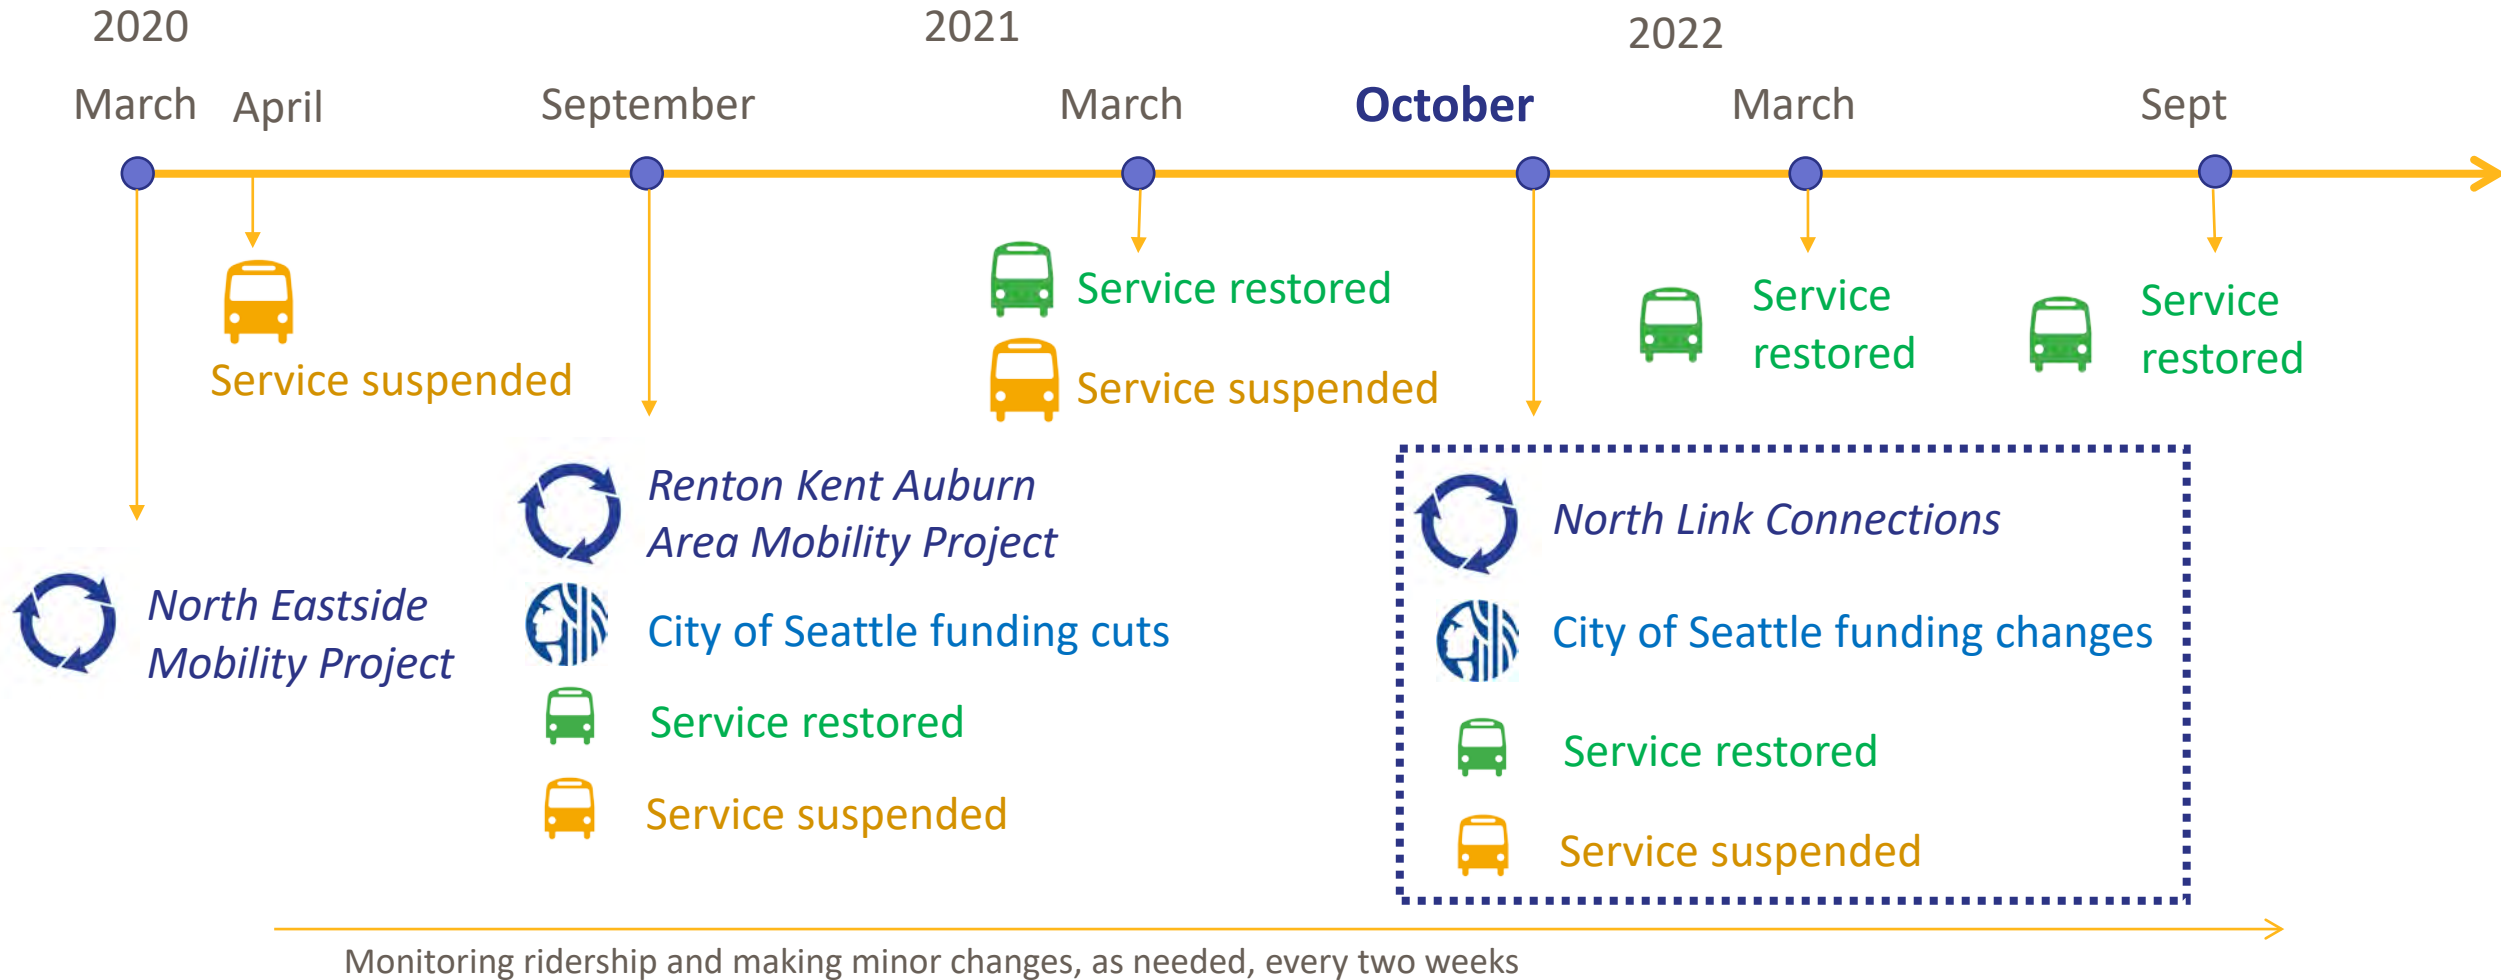 2020
2021
2022
March
April
September
March
October
March
Sept
Service suspended
Service restored
Service suspended
Service
restored
Service
restored
North Eastside
Mobility Project
Renton Kent Auburn
Area Mobility Project
City of Seattle funding cuts
Service restored
Service suspended
North Link Connections
City of Seattle funding changes
Service restored
Service suspended
Monitoring ridership and making minor changes, as needed, every two weeks